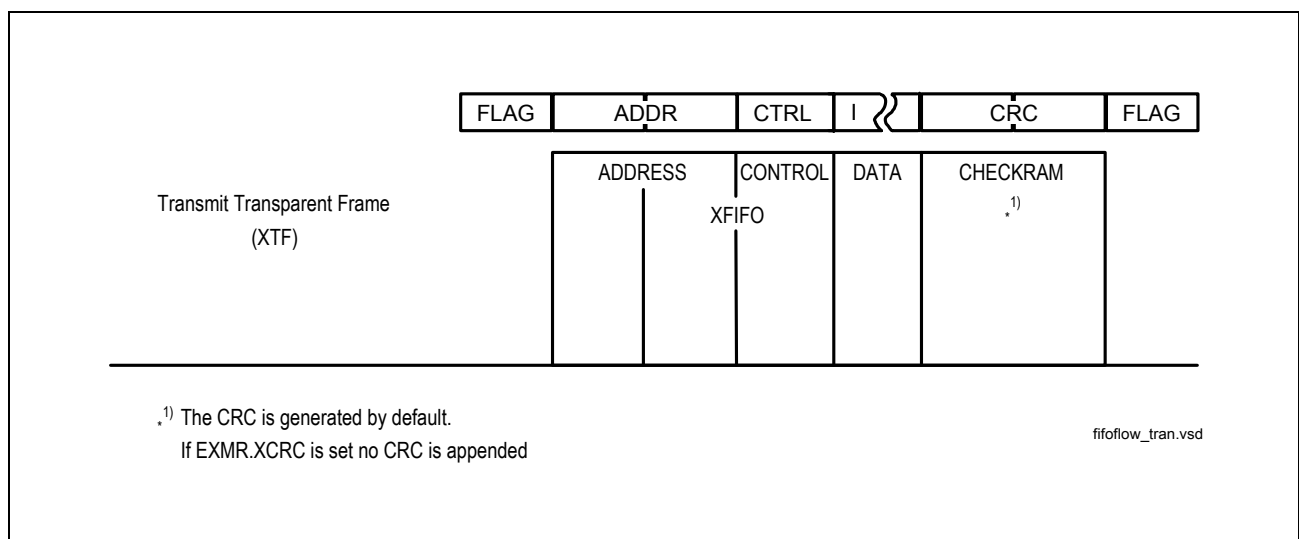 FLAG ADDR CTRL I CRC FLAG
ADDRESS CONTROL DATA CHECKRAM
Transmit Transparent Frame XFIFO *1)
(XTF)
*1) The CRC is generated by default.
If EXMR.XCRC is set no CRC is appended
fifoflow_tran.vsd